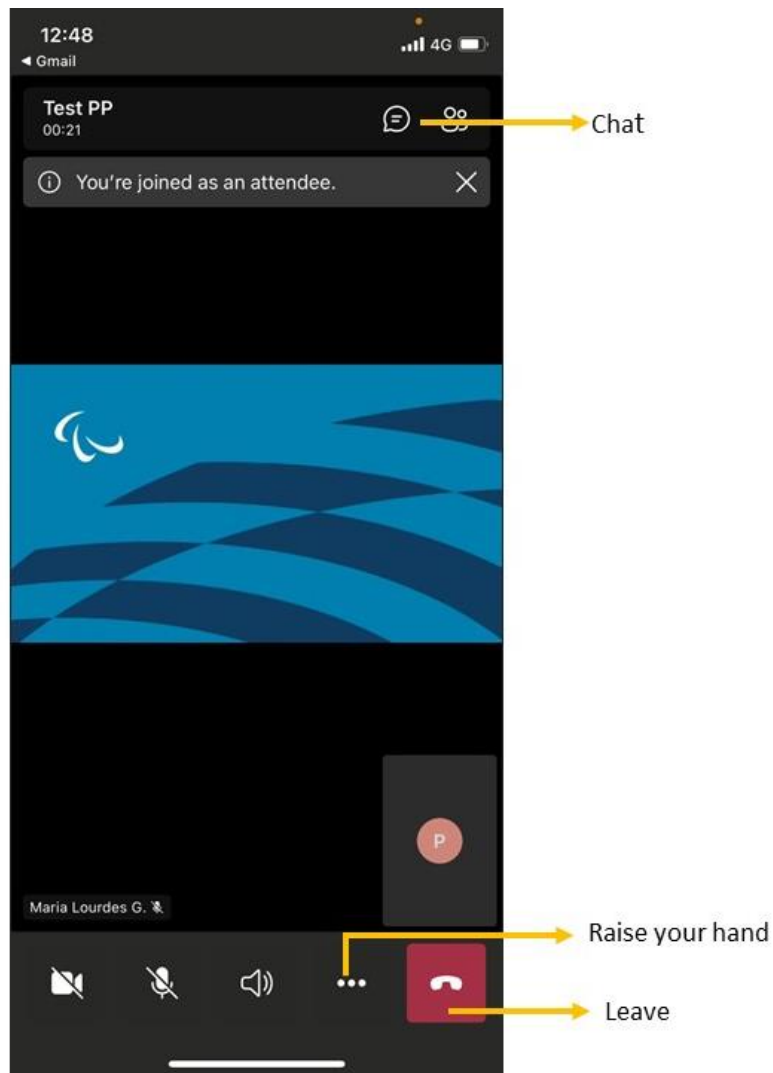 12:48
4G
◀ Gmail
Test PP
00:21
Chat
You're joined as an attendee.
P
Maria Lourdes G.
Raise your hand
Leave